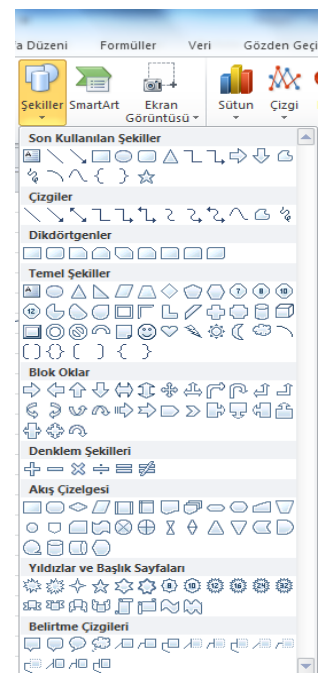 a Düzeni Formüller Veri Gözden Geçi
Şekiller SmartArt Ekran Görüntüsü Sütun Çizgi
Son Kullanılan Şekiller
Çizgiler
Dikdörtgenler
Temel Şekiller
Blok Oklar
Denklem Şekilleri
Akış Çizelgesi
Yıldızlar ve Başlık Sayfaları
Belirtme Çizgileri